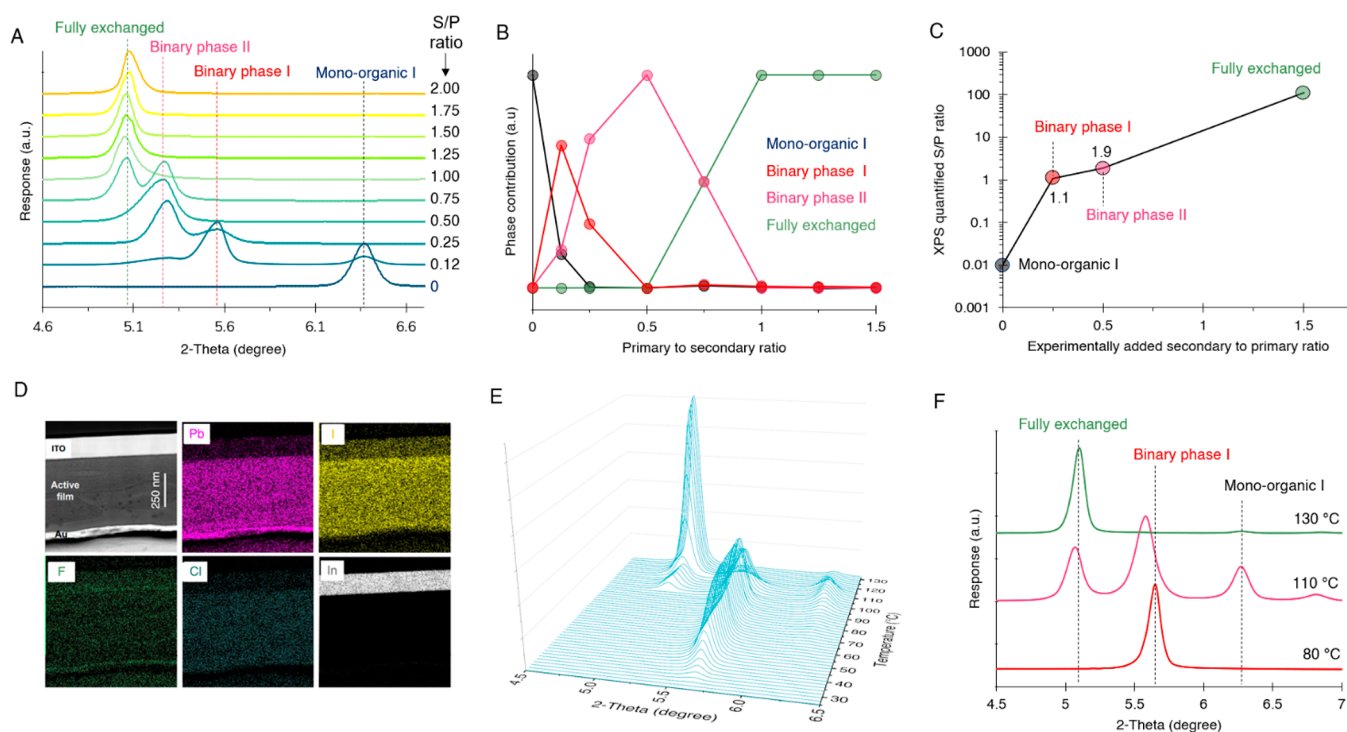 A
Fully exchanged
Binary phase II
Binary phase I
Mono-organic I
S/P
ratio
2.00
1.75
1.50
1.25
1.00
0.75
0.50
0.25
0.12
0
Response (a.u.)
4.6 5.1 5.6 6.1 6.6
2-Theta (degree)
B
Phase contribution (a.u)
Mono-organic I
Binary phase I
Binary phase II
Fully exchanged
0 0.5 1 1.5
Primary to secondary ratio
C
XPS quantified S/P ratio
1000
100
10
1
0.1
0.01
0.001
Fully exchanged
Binary phase I
1.9
1.1
Binary phase II
Mono-organic I
0 0.5 1 1.5
Experimentally added secondary to primary ratio
D
ITO
Active
film
250 nm
Au
Pb
I
F
Cl
In
E
130
120
110
100
90
80
70
60
50
40
30
Temperature (°C)
4.5 5.0 5.5 6.0 6.5
2-Theta (degree)
F
Fully exchanged
Binary phase I
Mono-organic I
130 °C
110 °C
80 °C
Response (a.u.)
4.5 5 5.5 6 6.5 7
2-Theta (degree)